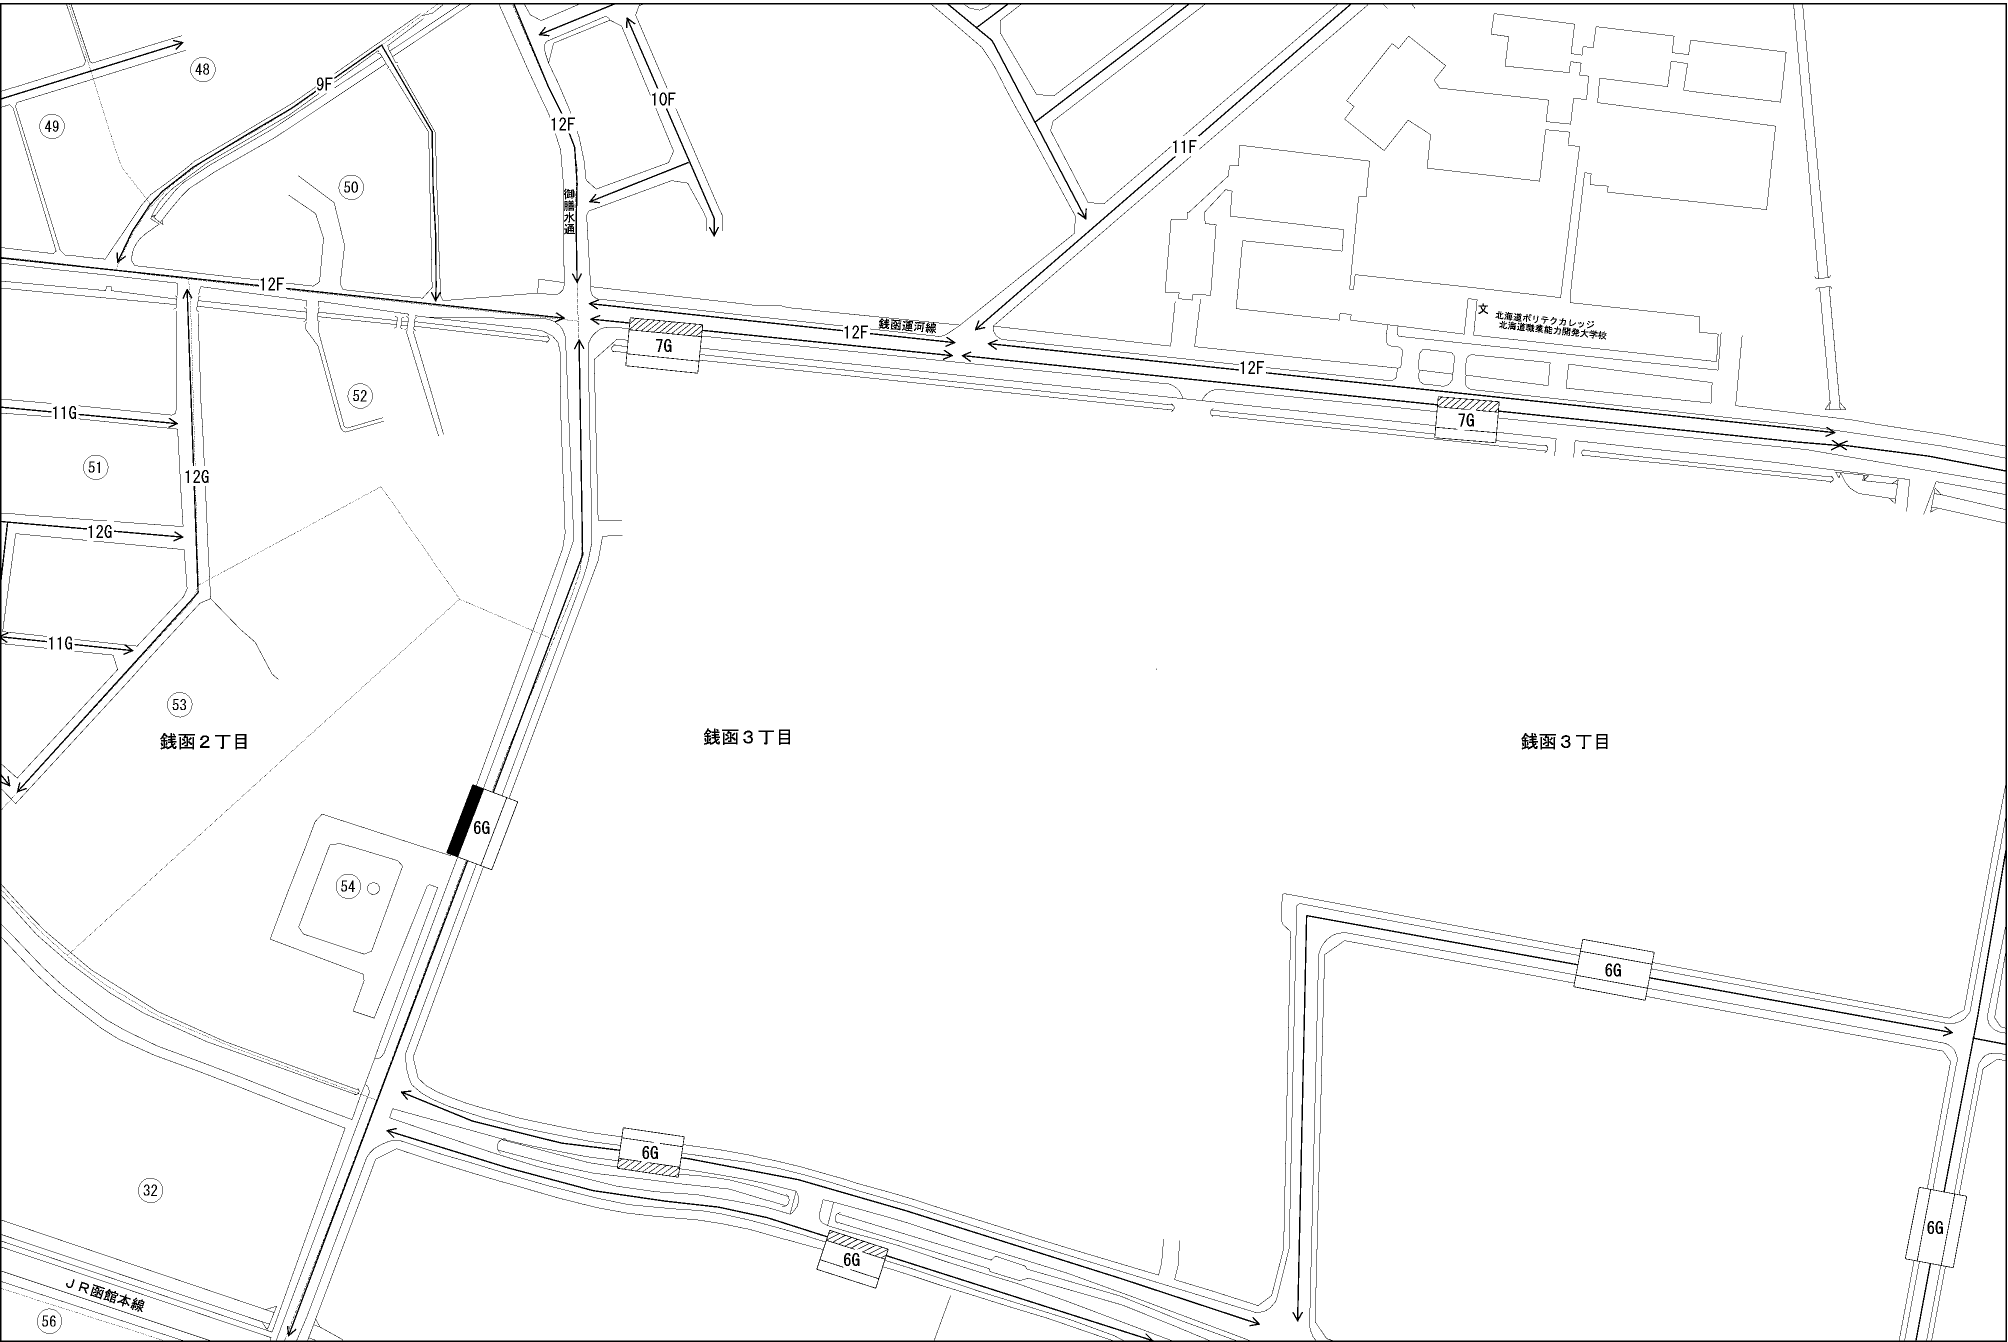 48
9F
10F
49
12F
11F
50
御膳水通
12F
12F
銭函運河線
文
北海道ポリテクカレッジ
北海道職業能力開発大学校
7G
12F
52
11G
7G
51
12G
12G
11G
53
銭函2丁目
銭函3丁目
銭函3丁目
6G
54
6G
6G
32
6G
6G
JR函館本線
56